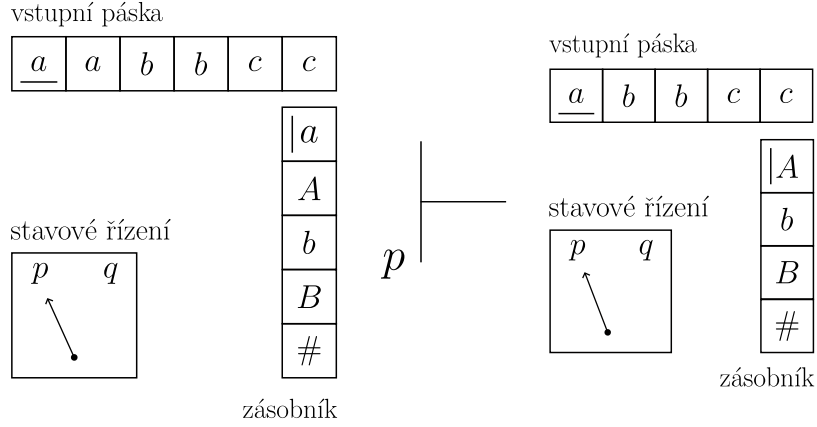 vstupní páska
a a b b c c
|a
A
b
B
#
stavové řízení
p q
zásobník
p
vstupní páska
a b b c c
|A
b
B
#
stavové řízení
p q
zásobník